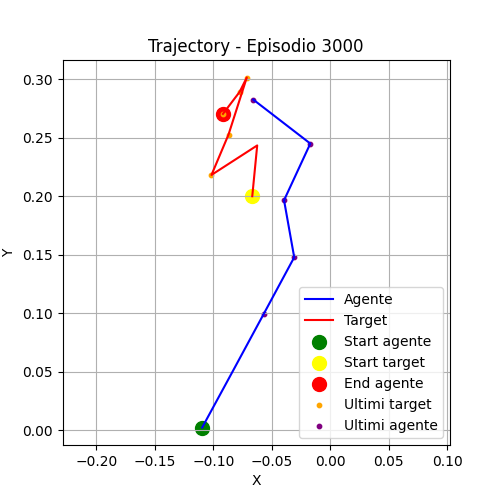 Trajectory - Episodio 3000
0.30
0.25
0.20
0.15
0.10
0.05
0.00
Y
Agente
Target
Start agente
Start target
End agente
Ultimi target
Ultimi agente
−0.20 −0.15 −0.10 −0.05 0.00 0.05 0.10
X